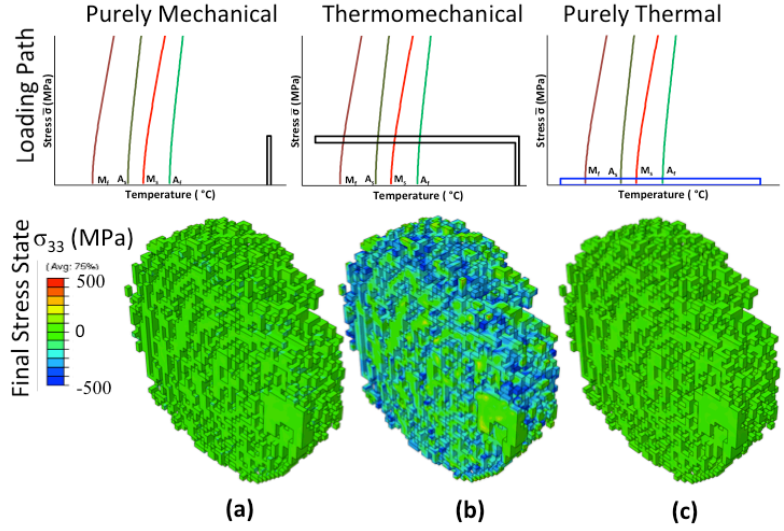 Purely Mechanical
Thermomechanical
Purely Thermal
Loading Path
Stress σ̅ (MPa)
Mf As Ms Af
Temperature ( °C)
Stress σ̅ (MPa)
Mf As Ms Af
Temperature ( °C)
Stress σ̅ (MPa)
Mf As Ms Af
Temperature ( °C)
Final Stress State
σ33 (MPa)
(Avg: 75%)
500
0
-500
(a)
(b)
(c)